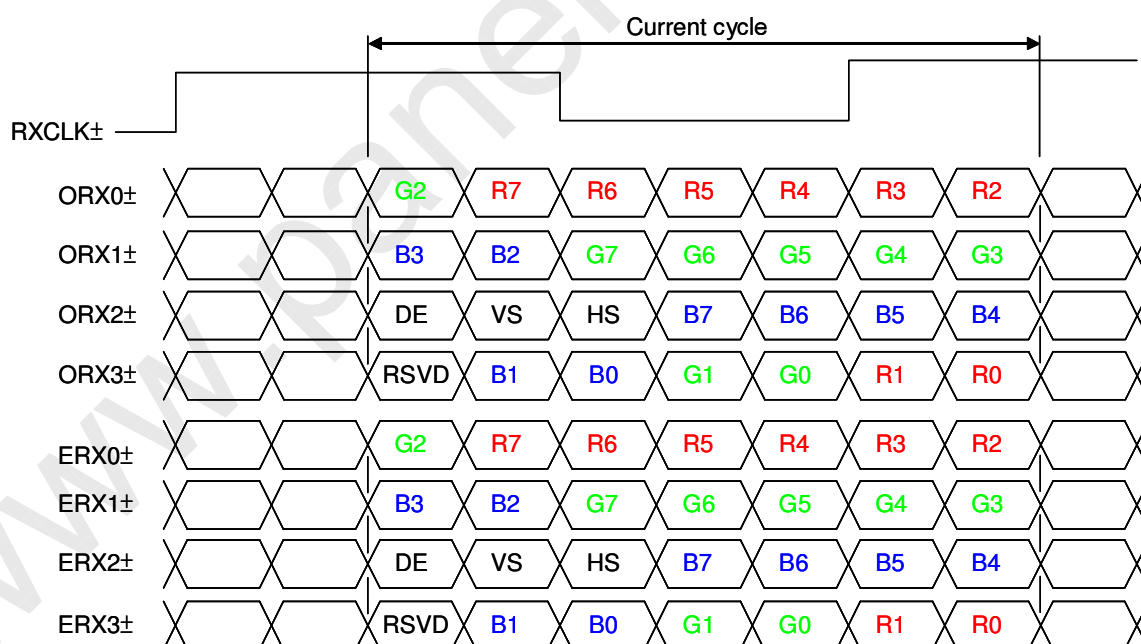 Current cycle
RXCLK±
ORX0± G2 R7 R6 R5 R4 R3 R2
ORX1± B3 B2 G7 G6 G5 G4 G3
ORX2± DE VS HS B7 B6 B5 B4
ORX3± RSVD B1 B0 G1 G0 R1 R0
ERX0± G2 R7 R6 R5 R4 R3 R2
ERX1± B3 B2 G7 G6 G5 G4 G3
ERX2± DE VS HS B7 B6 B5 B4
ERX3± RSVD B1 B0 G1 G0 R1 R0